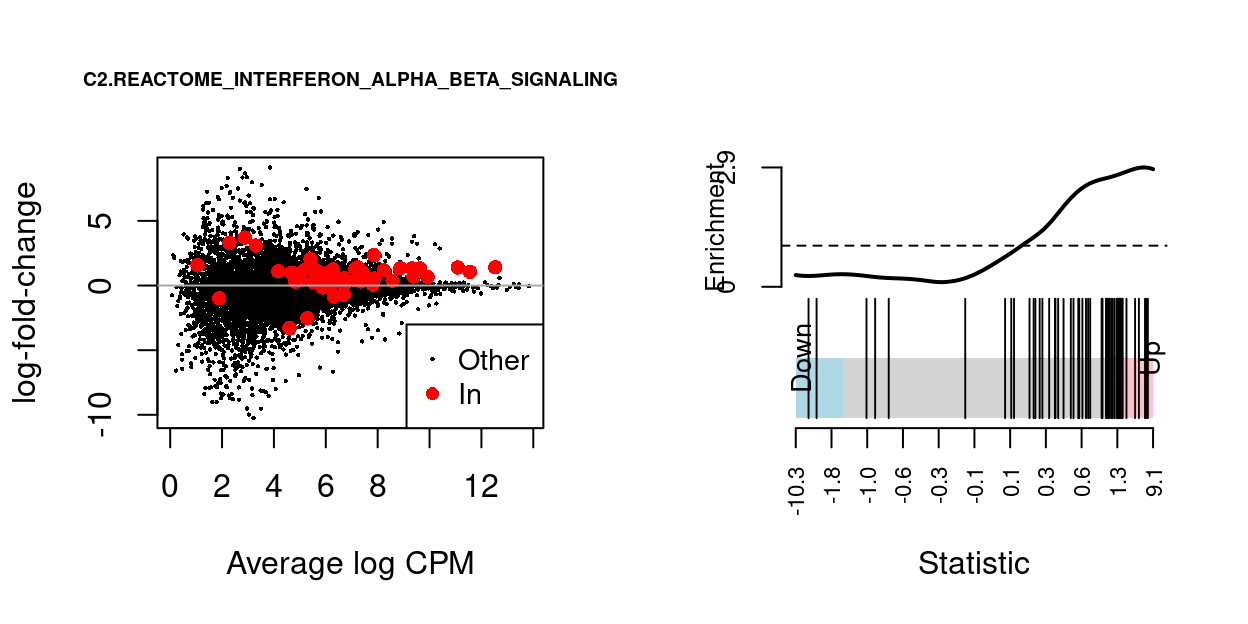 C2.REACTOME_INTERFERON_ALPHA_BETA_SIGNALING
log-fold-change
5
0
-10
Other
In
0 2 4 6 8 12
Average log CPM
Enrichment
2.9
0
Down
Up
-10.3 -1.8 -1.0 -0.6 -0.3 -0.1 0.1 0.3 0.6 1.3 9.1
Statistic